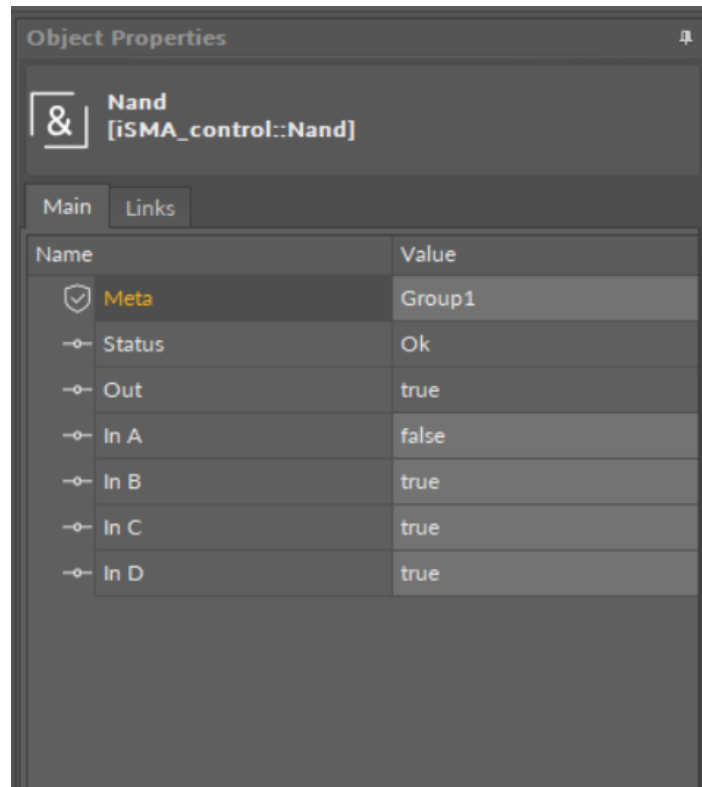 Object Properties
&
Nand
[iSMA_control::Nand]
Main Links
Name Value
Meta Group1
Status Ok
Out true
In A false
In B true
In C true
In D true